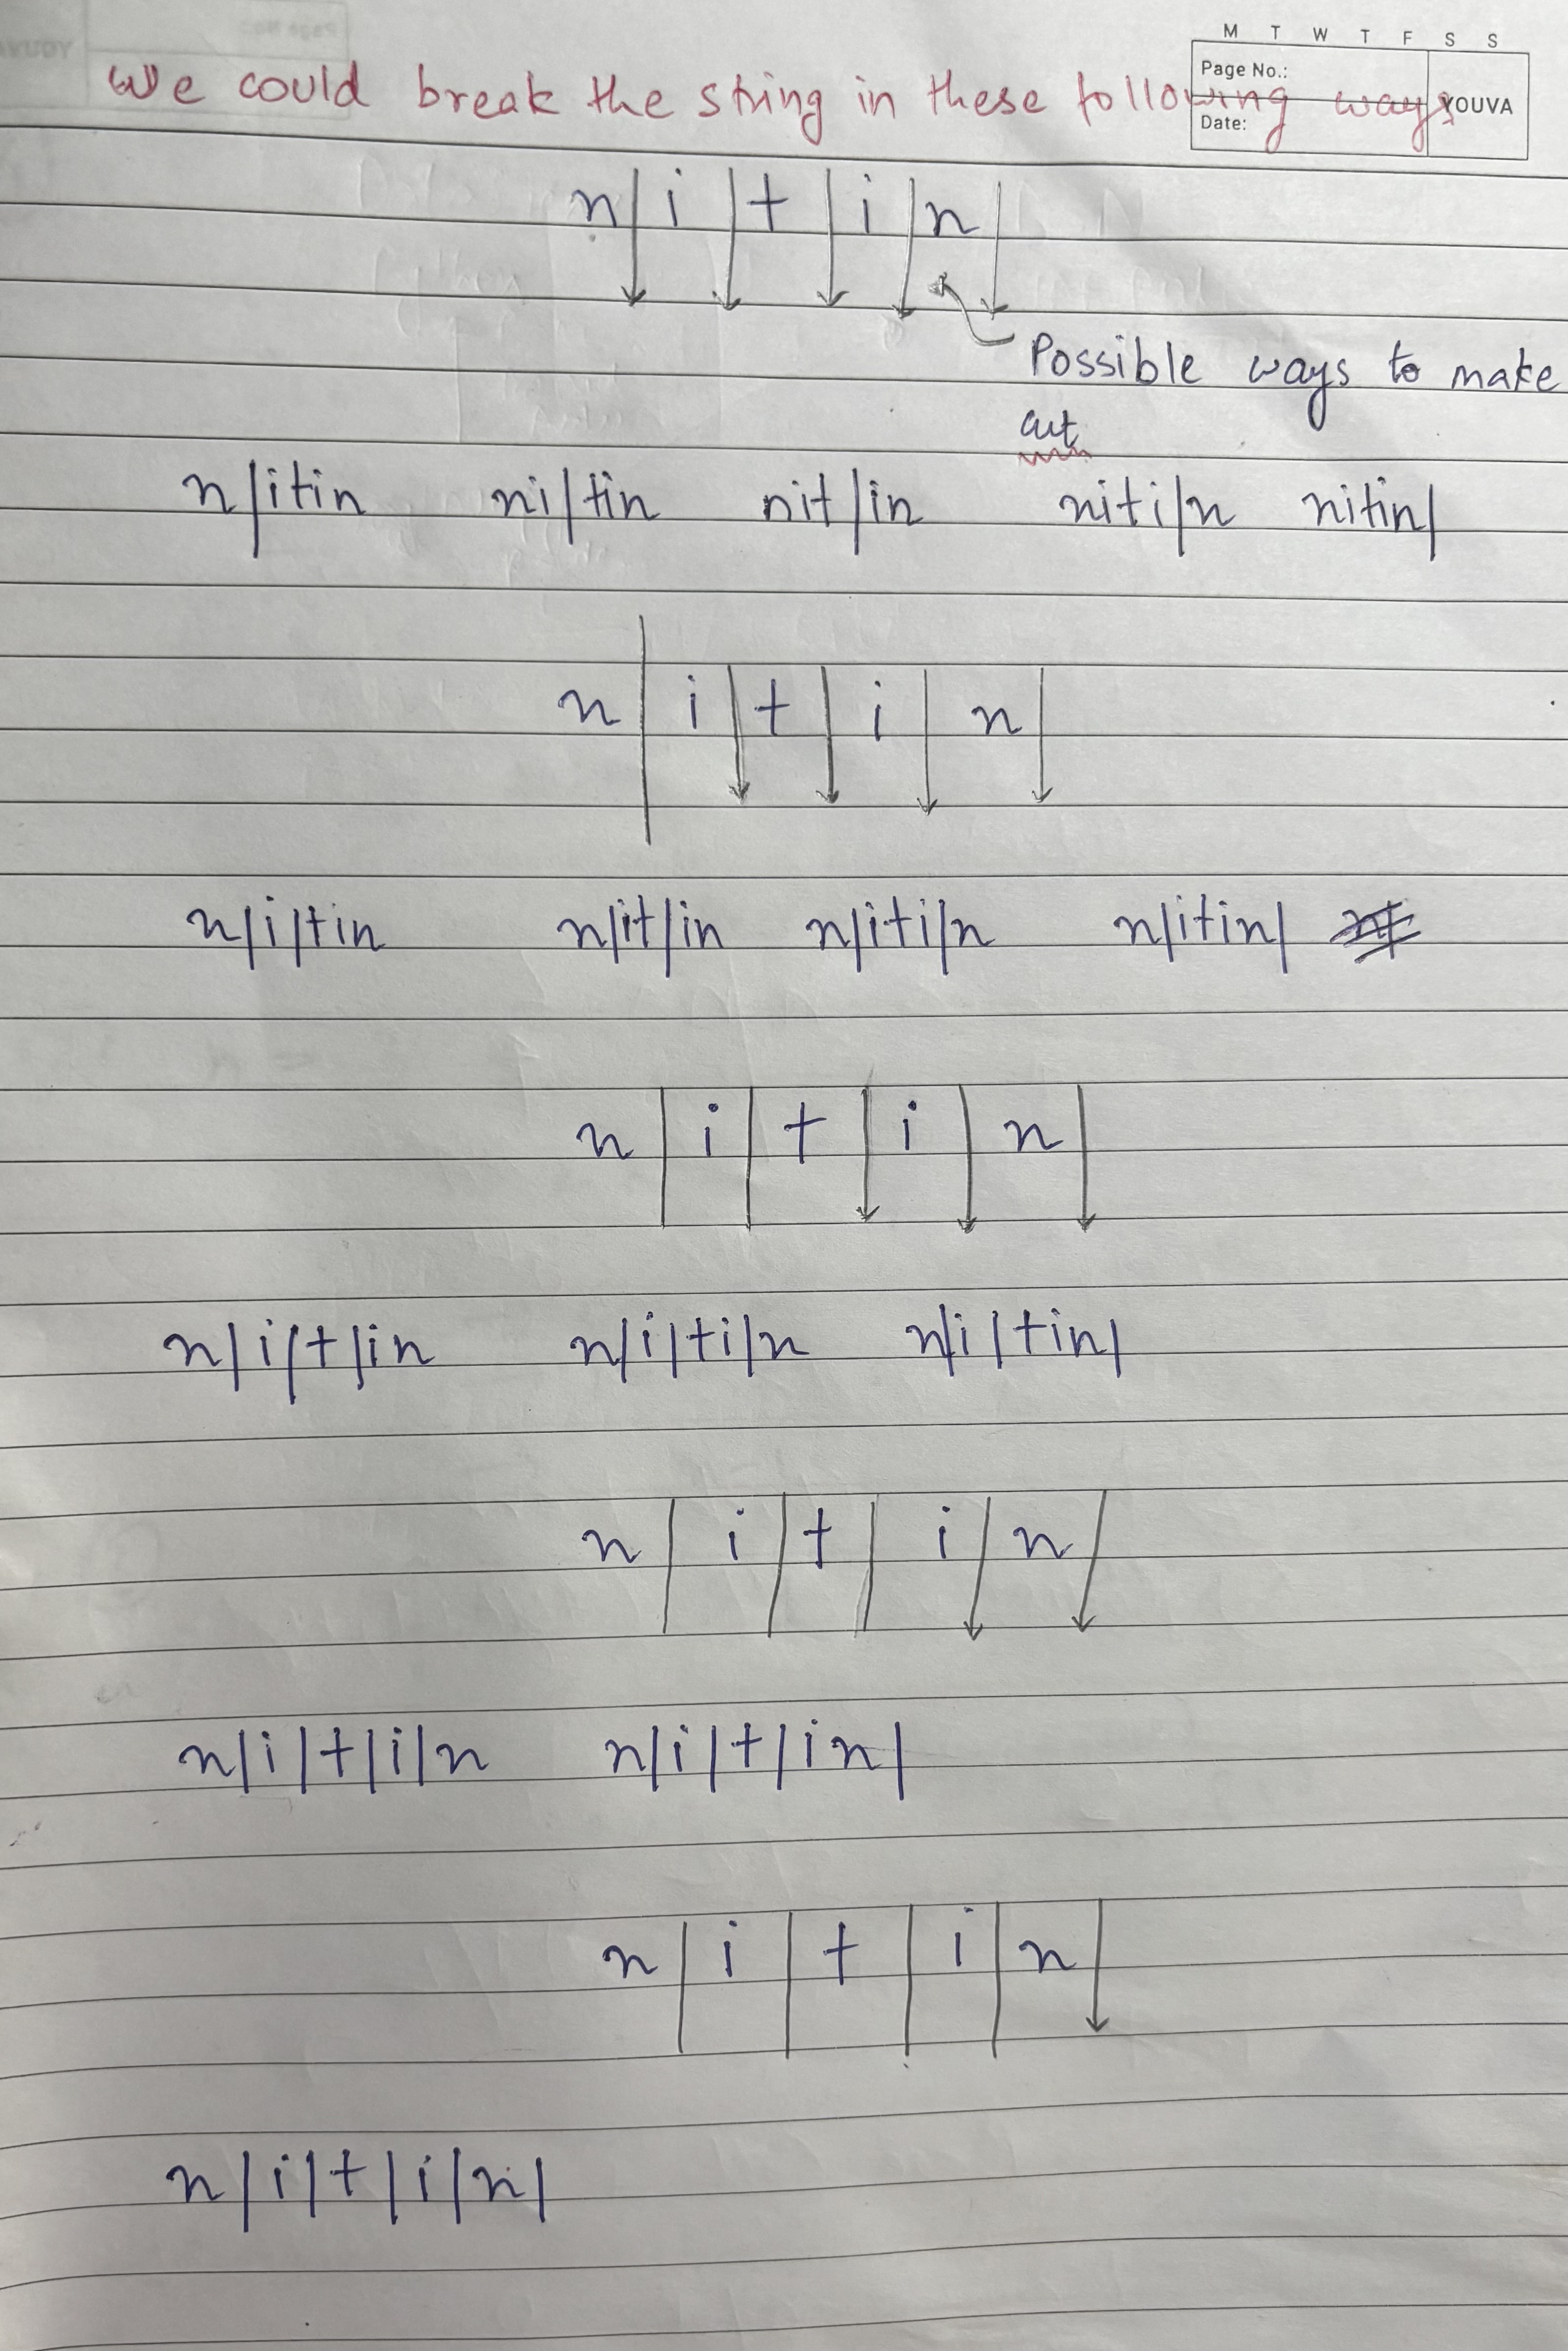 M T W T F S S
Page No.:
Date:
YOUVA
We could break the string in these following ways
n|i|t|i|n|
Possible ways to make
cut
n|itin ni|tin nit|in niti|n nitin|
n|i|t|i|n|
n|i|tin n|it|in n|iti|n n|itin|
n|i|t|i|n|
n|i|t|in n|i|ti|n n|i|tin|
n|i|t|i|n|
n|i|t|i|n n|i|t|in|
n|i|t|i|n|
n|i|t|i|n|